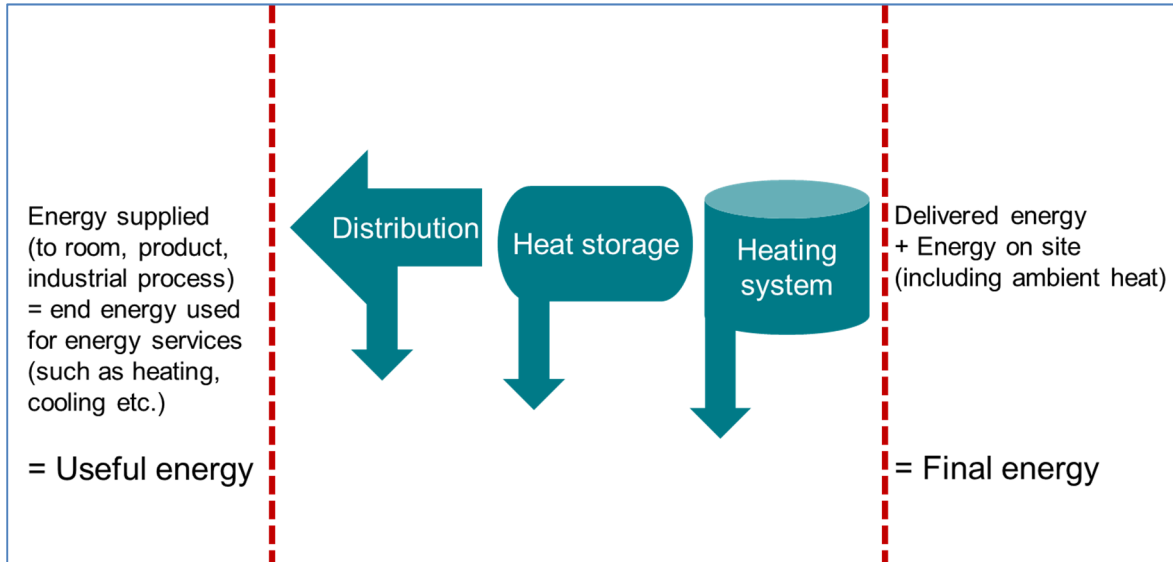 Energy supplied
(to room, product,
industrial process)
= end energy used
for energy services
(such as heating,
cooling etc.)
= Useful energy
Distribution
Heat storage
Heating
system
Delivered energy
+ Energy on site
(including ambient heat)
= Final energy